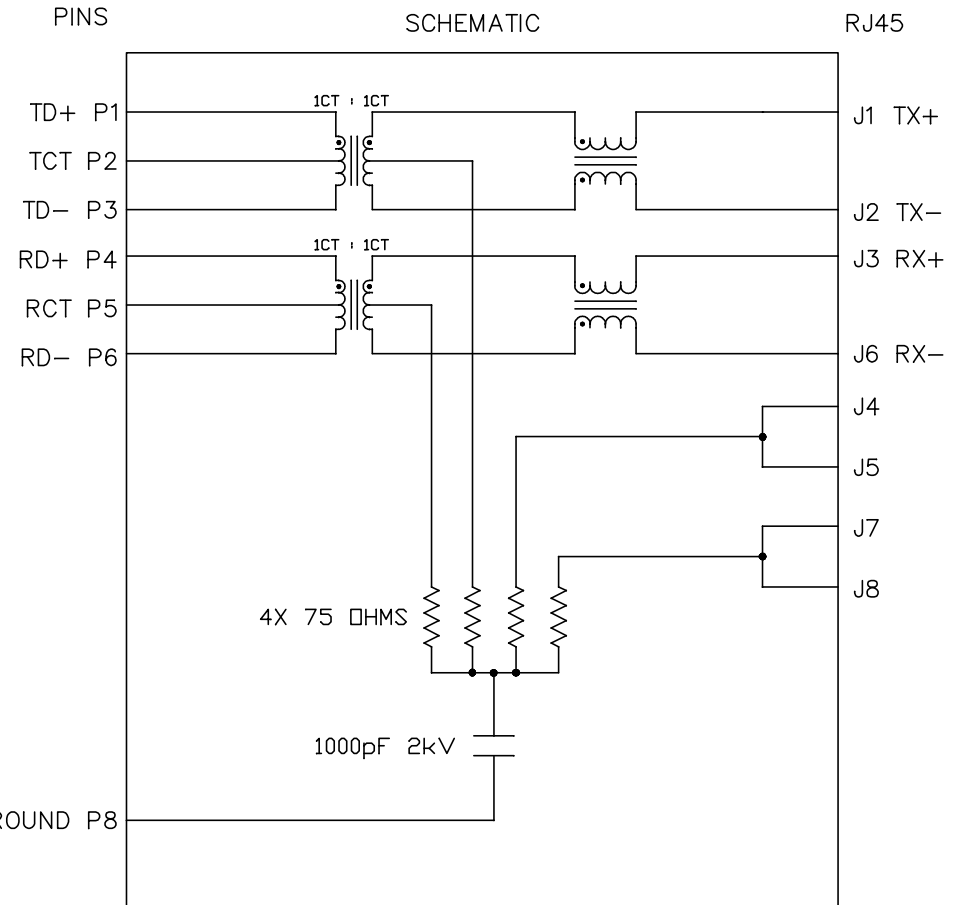 PINS
SCHEMATIC
RJ45
1CT : 1CT
TD+ P1
J1 TX+
TCT P2
TD- P3
J2 TX-
1CT : 1CT
RD+ P4
J3 RX+
RCT P5
RD- P6
J6 RX-
J4
J5
J7
J8
4X 75 OHMS
1000pF 2kV
ROUND P8